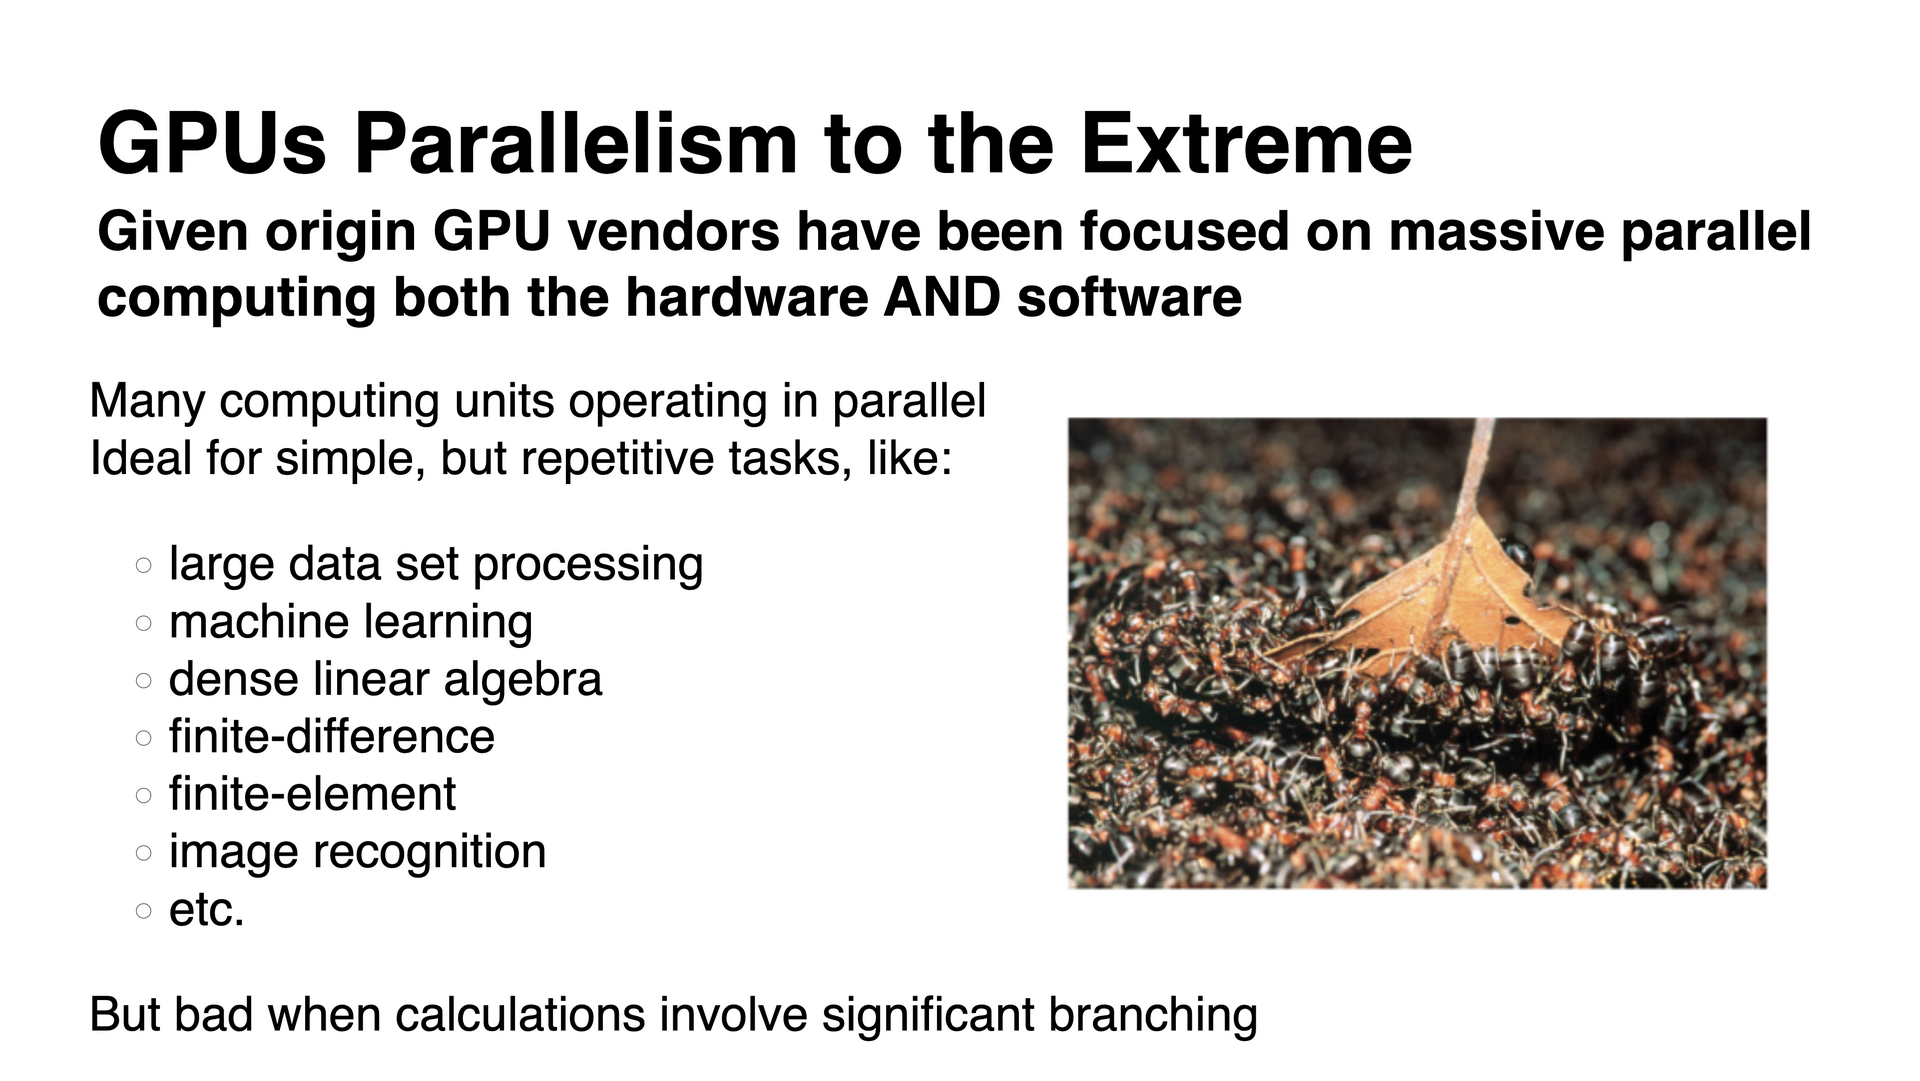 GPUs Parallelism to the Extreme
Given origin GPU vendors have been focused on massive parallel
computing both the hardware AND software
Many computing units operating in parallel
Ideal for simple, but repetitive tasks, like:
○ large data set processing
○ machine learning
○ dense linear algebra
○ finite-difference
○ finite-element
○ image recognition
○ etc.
But bad when calculations involve significant branching